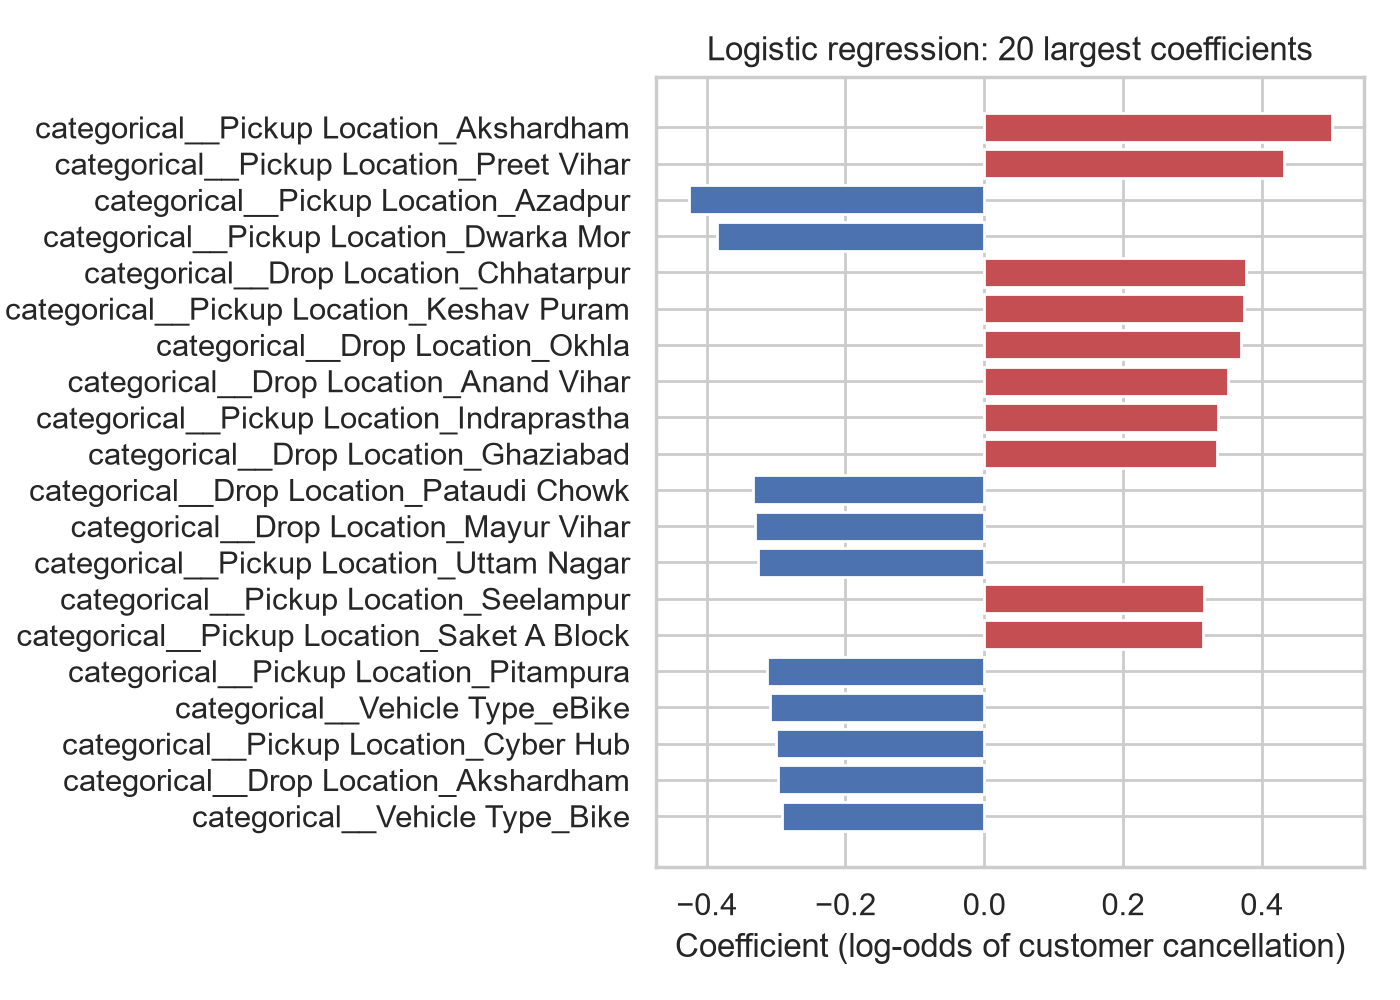 Logistic regression: 20 largest coefficients
categorical__Pickup Location_Akshardham
categorical__Pickup Location_Preet Vihar
categorical__Pickup Location_Azadpur
categorical__Pickup Location_Dwarka Mor
categorical__Drop Location_Chhatarpur
categorical__Pickup Location_Keshav Puram
categorical__Drop Location_Okhla
categorical__Drop Location_Anand Vihar
categorical__Pickup Location_Indraprastha
categorical__Drop Location_Ghaziabad
categorical__Drop Location_Pataudi Chowk
categorical__Drop Location_Mayur Vihar
categorical__Pickup Location_Uttam Nagar
categorical__Pickup Location_Seelampur
categorical__Pickup Location_Saket A Block
categorical__Pickup Location_Pitampura
categorical__Vehicle Type_eBike
categorical__Pickup Location_Cyber Hub
categorical__Drop Location_Akshardham
categorical__Vehicle Type_Bike
−0.4 −0.2 0.0 0.2 0.4
Coefficient (log-odds of customer cancellation)